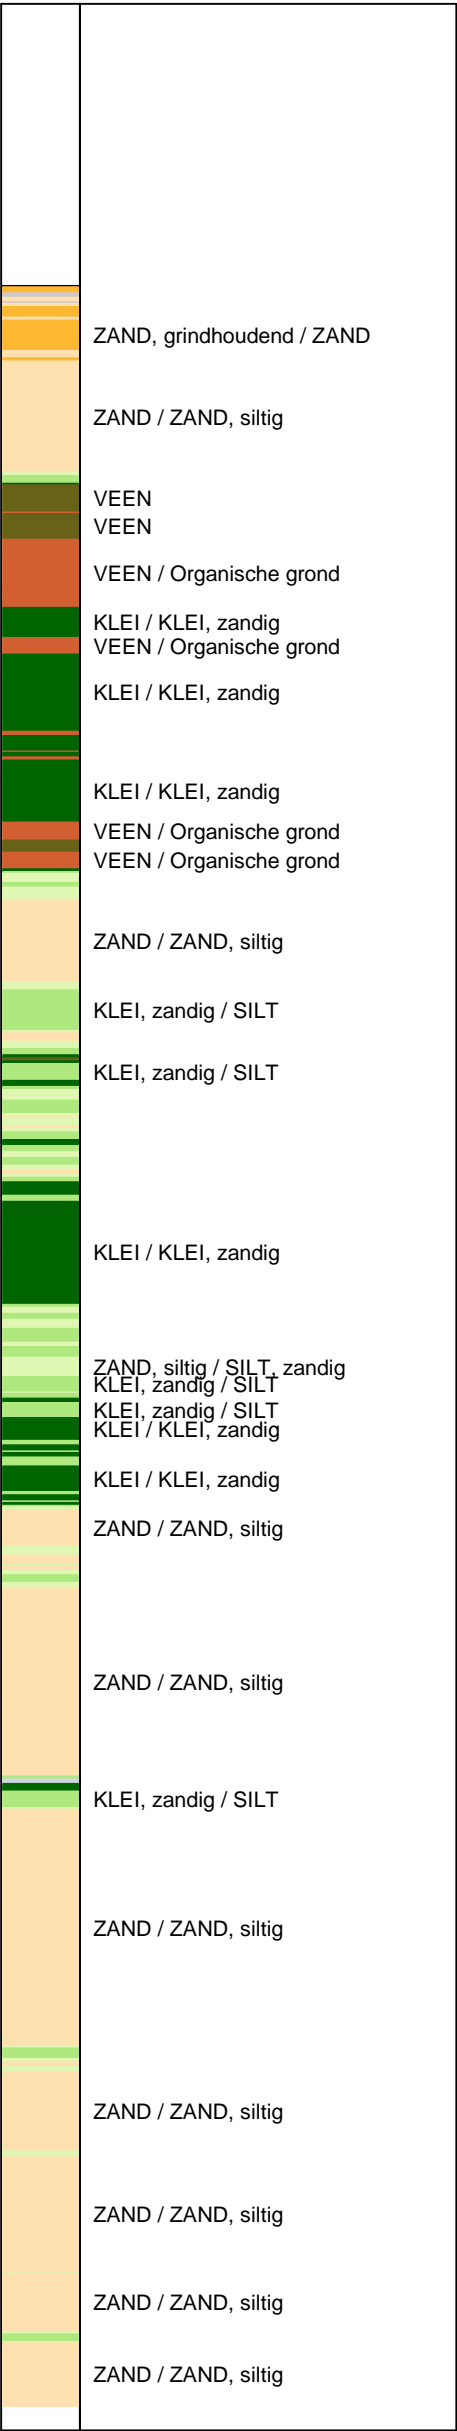 ZAND, grindhoudend / ZAND
ZAND / ZAND, siltig
VEEN
VEEN
VEEN / Organische grond
KLEI / KLEI, zandig
VEEN / Organische grond
KLEI / KLEI, zandig
KLEI / KLEI, zandig
VEEN / Organische grond
VEEN / Organische grond
ZAND / ZAND, siltig
KLEI, zandig / SILT
KLEI, zandig / SILT
KLEI / KLEI, zandig
ZAND, siltig / SILT, zandig
KLEI, zandig / SILT
KLEI, zandig / SILT
KLEI / KLEI, zandig
KLEI / KLEI, zandig
ZAND / ZAND, siltig
ZAND / ZAND, siltig
KLEI, zandig / SILT
ZAND / ZAND, siltig
ZAND / ZAND, siltig
ZAND / ZAND, siltig
ZAND / ZAND, siltig
ZAND / ZAND, siltig